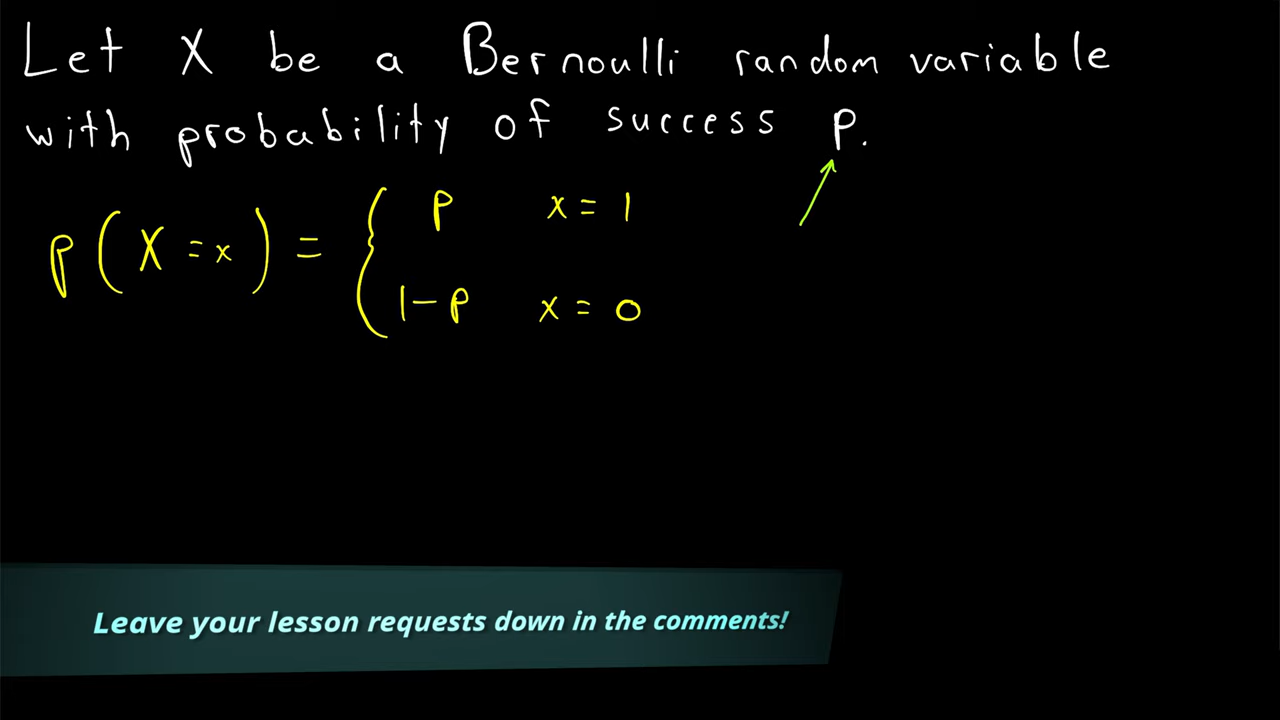 Let X be a Bernoulli random variable
with probability of success p.
p(X=x) = { p x = 1
1-p x = 0
Leave your lesson requests down in the comments!